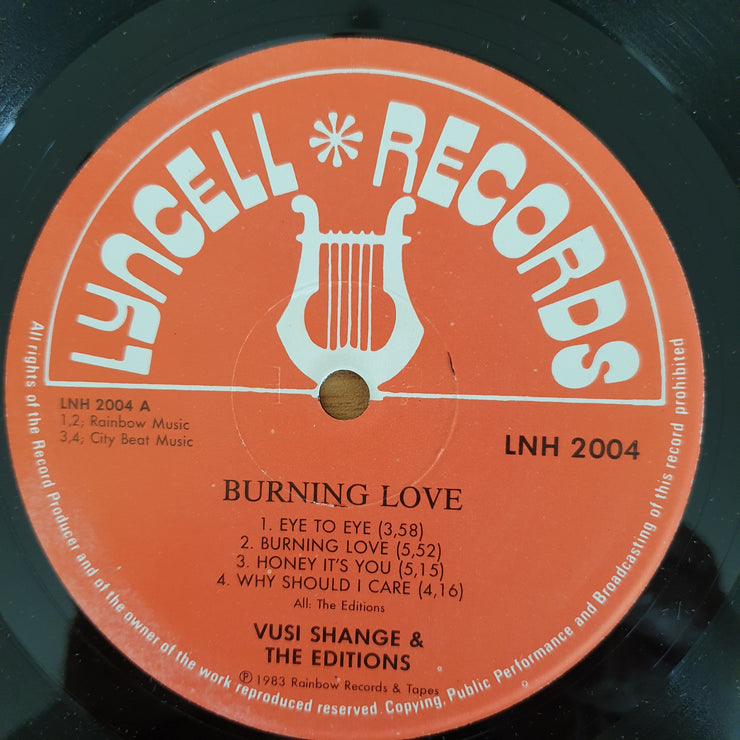 LYNCELL * RECORDS
LNH 2004 A
1,2; Rainbow Music
3,4; City Beat Music
LNH 2004
BURNING LOVE
1. EYE TO EYE (3,58)
2. BURNING LOVE (5,52)
3. HONEY IT'S YOU (5,15)
4. WHY SHOULD I CARE (4,16)
All: The Editions
VUSI SHANGE &
THE EDITIONS
℗ 1983 Rainbow Records & Tapes
All rights of the Record Producer and of the owner of the work reproduced reserved. Copying, Public Performance and Broadcasting of this record prohibited